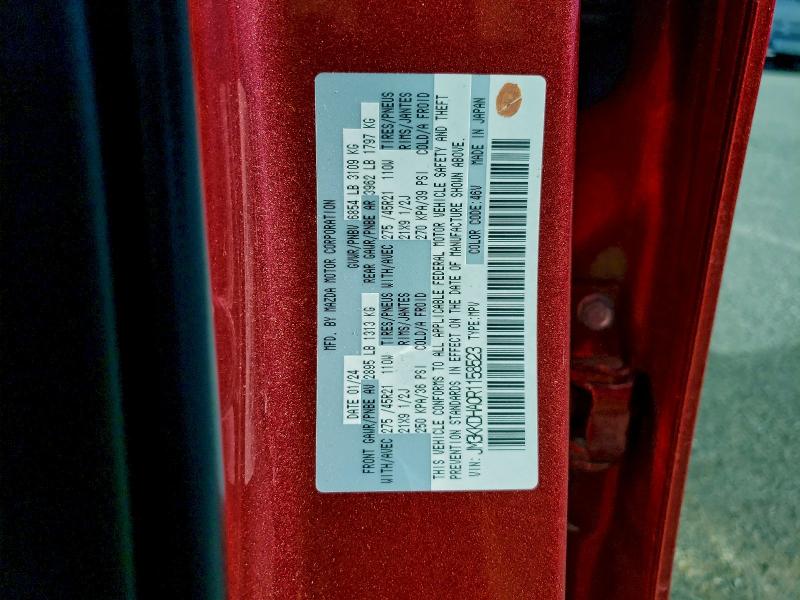 MFD. BY MAZDA MOTOR CORPORATION
DATE 01/24 GVWR/PNBV 6854 LB 3109 KG
FRONT GAWR/PNBE AV 2895 LB 1313 KG REAR GAWR/PNBE AR 3962 LB 1797 KG
WITH/AVEC 275 /45R21 110W TIRES/PNEUS WITH/AVEC 275 /45R21 110W TIRES/PNEUS
21X9 1/2J RIMS/JANTES 21X9 1/2J RIMS/JANTES
250 KPA/36 PSI COLD/A FROID 270 KPA/39 PSI COLD/A FROID
THIS VEHICLE CONFORMS TO ALL APPLICABLE FEDERAL MOTOR VEHICLE SAFETY AND THEFT
PREVENTION STANDARDS IN EFFECT ON THE DATE OF MANUFACTURE SHOWN ABOVE.
VIN: JM3KKDHA0R1158523 TYPE:MPV COLOR CODE:46V MADE IN JAPAN